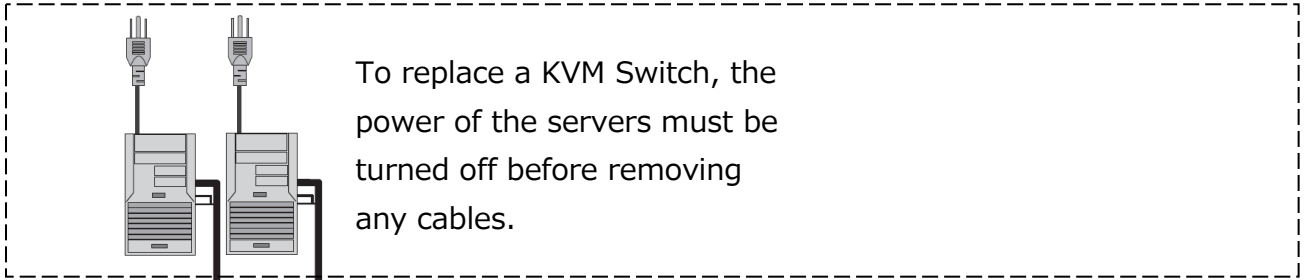 To replace a KVM Switch, the
power of the servers must be
turned off before removing
any cables.